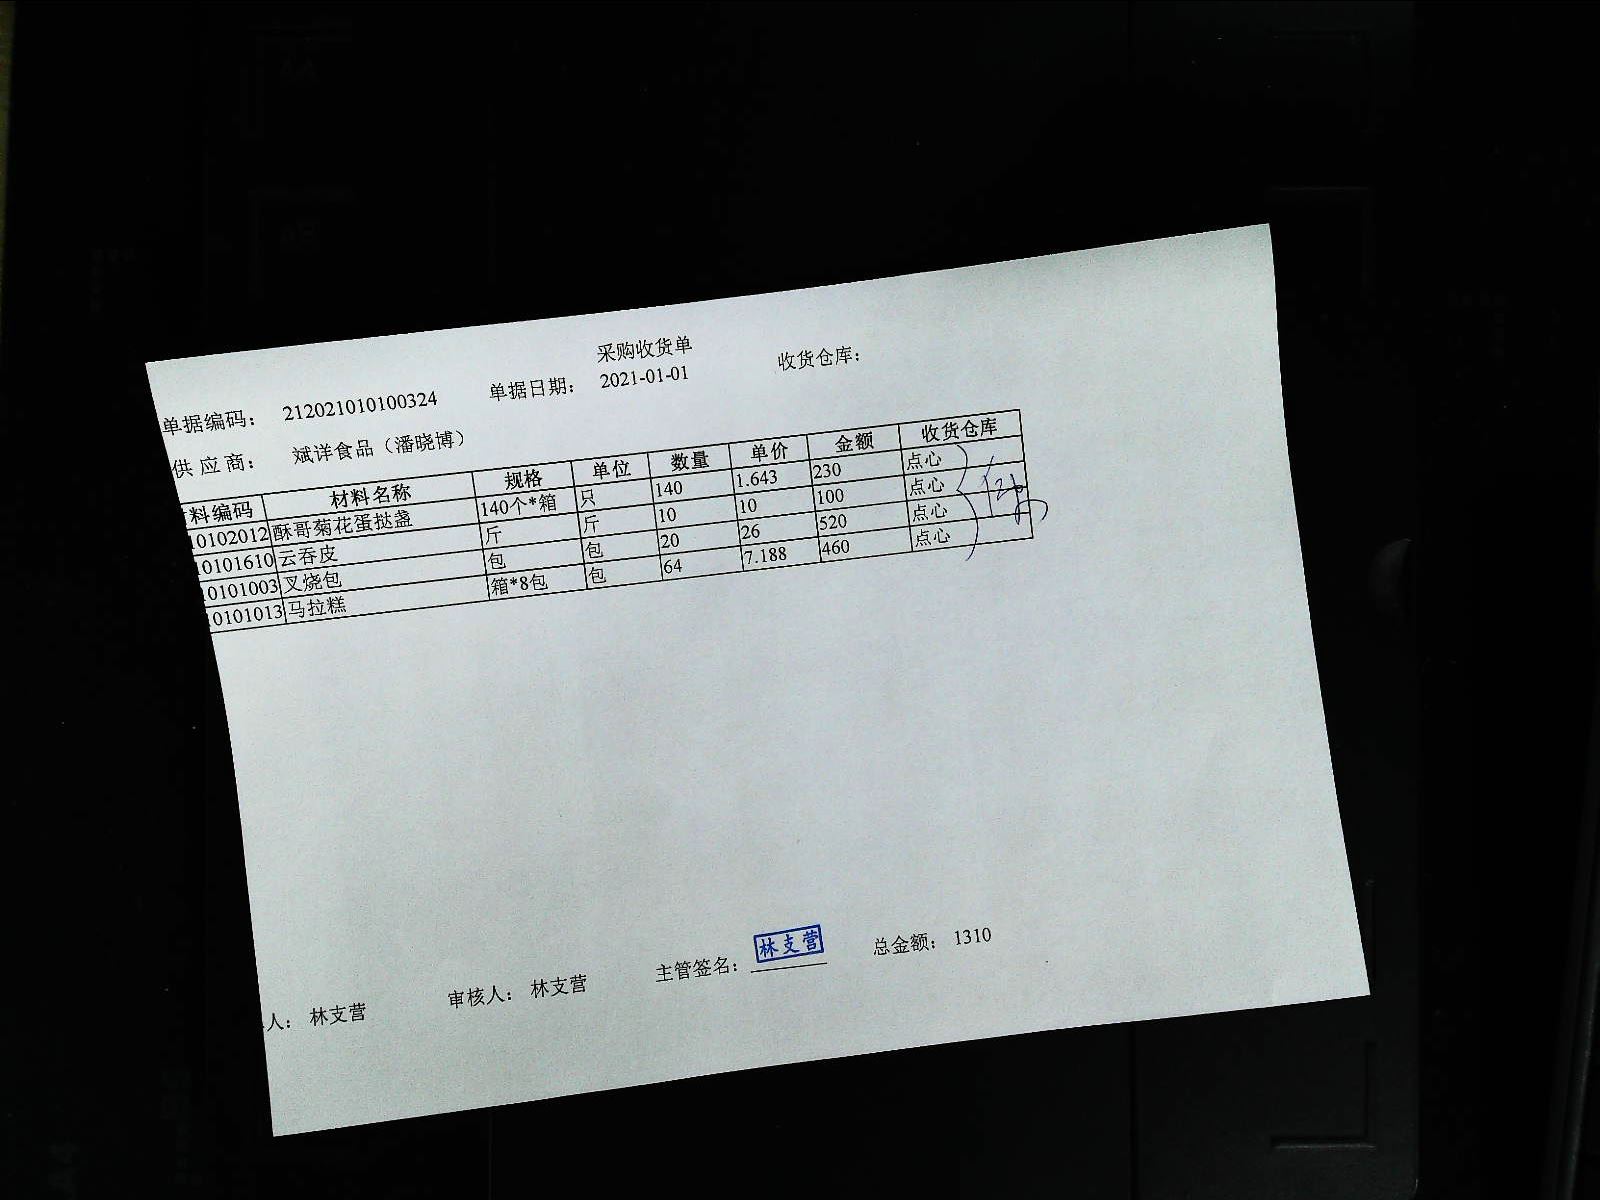 采购收货单
单据编码： 212021010100324 单据日期： 2021-01-01 收货仓库：
供 应 商： 斌详食品（潘晓博）
料编码 材料名称 规格 单位 数量 单价 金额 收货仓库
10102012 酥哥菊花蛋挞盏 140个*箱 只 140 1.643 230 点心
10101610 云吞皮 斤 斤 10 10 100 点心
10101003 叉烧包 包 包 20 26 520 点心
10101013 马拉糕 箱*8包 包 64 7.188 460 点心
人： 林支营 审核人： 林支营 主管签名： 林支营 总金额： 1310